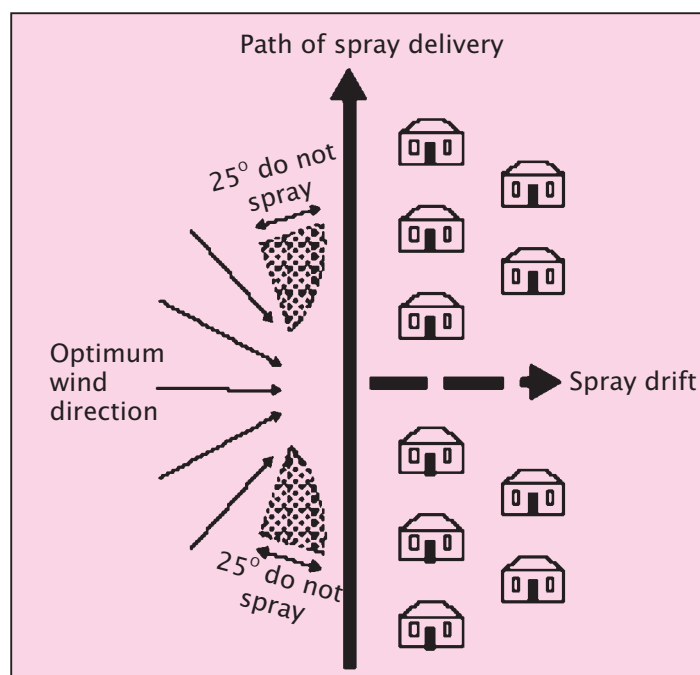 Path of spray delivery
25° do not
spray
Optimum
wind
direction
Spray drift
25° do not
spray